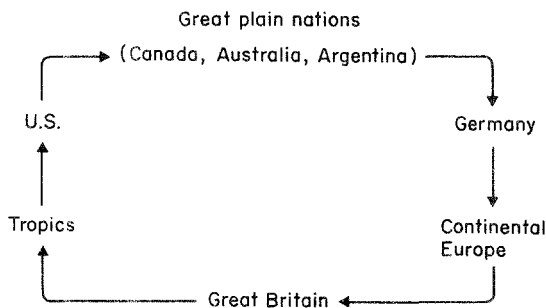 Great plain nations
(Canada, Australia, Argentina)
U.S.
Germany
Tropics
Continental
Europe
Great Britain